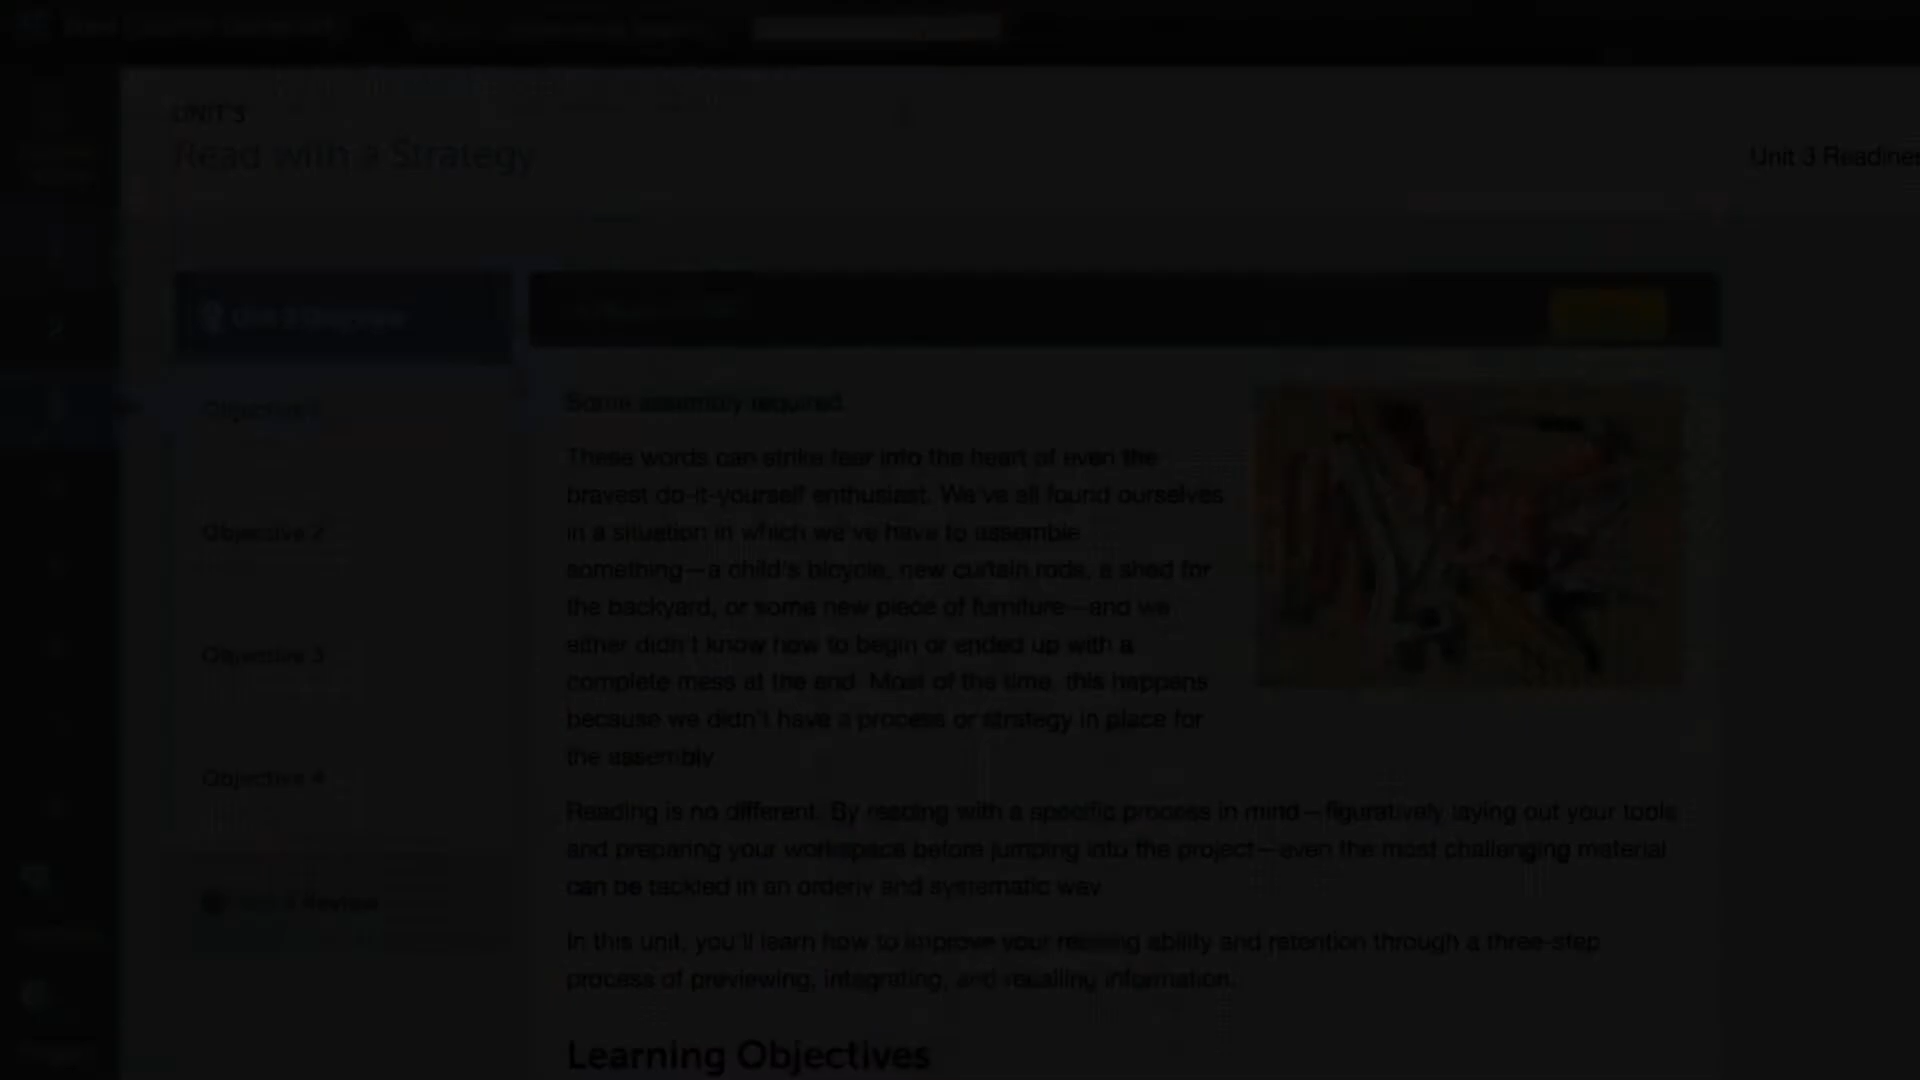 UNIT 3
Read with a Strategy
Unit 3 Readines
Objective
Objective 2
Objective 3
Objective 4
Review
Some assembly required.
These words can strike fear into the heart of even the
bravest do-it-yourself enthusiast. We've all found ourselves
in a situation in which we've have to assemble
something—a child's bicycle, new curtain rods, a shed for
the backyard, or some new piece of furniture—and we
either didn't know how to begin or ended up with a
complete mess at the end. Most of the time, this happens
because we didn't have a process or strategy in place for
the assembly.
Reading is no different. By reading with a specific process in mind—figuratively laying out your tools
and preparing your workspace before jumping into the project—even the most challenging material
can be tackled in an orderly and systematic way.
In this unit, you'll learn how to improve your reading ability and retention through a three-step
process of previewing, integrating, and recalling information.
Learning Objectives